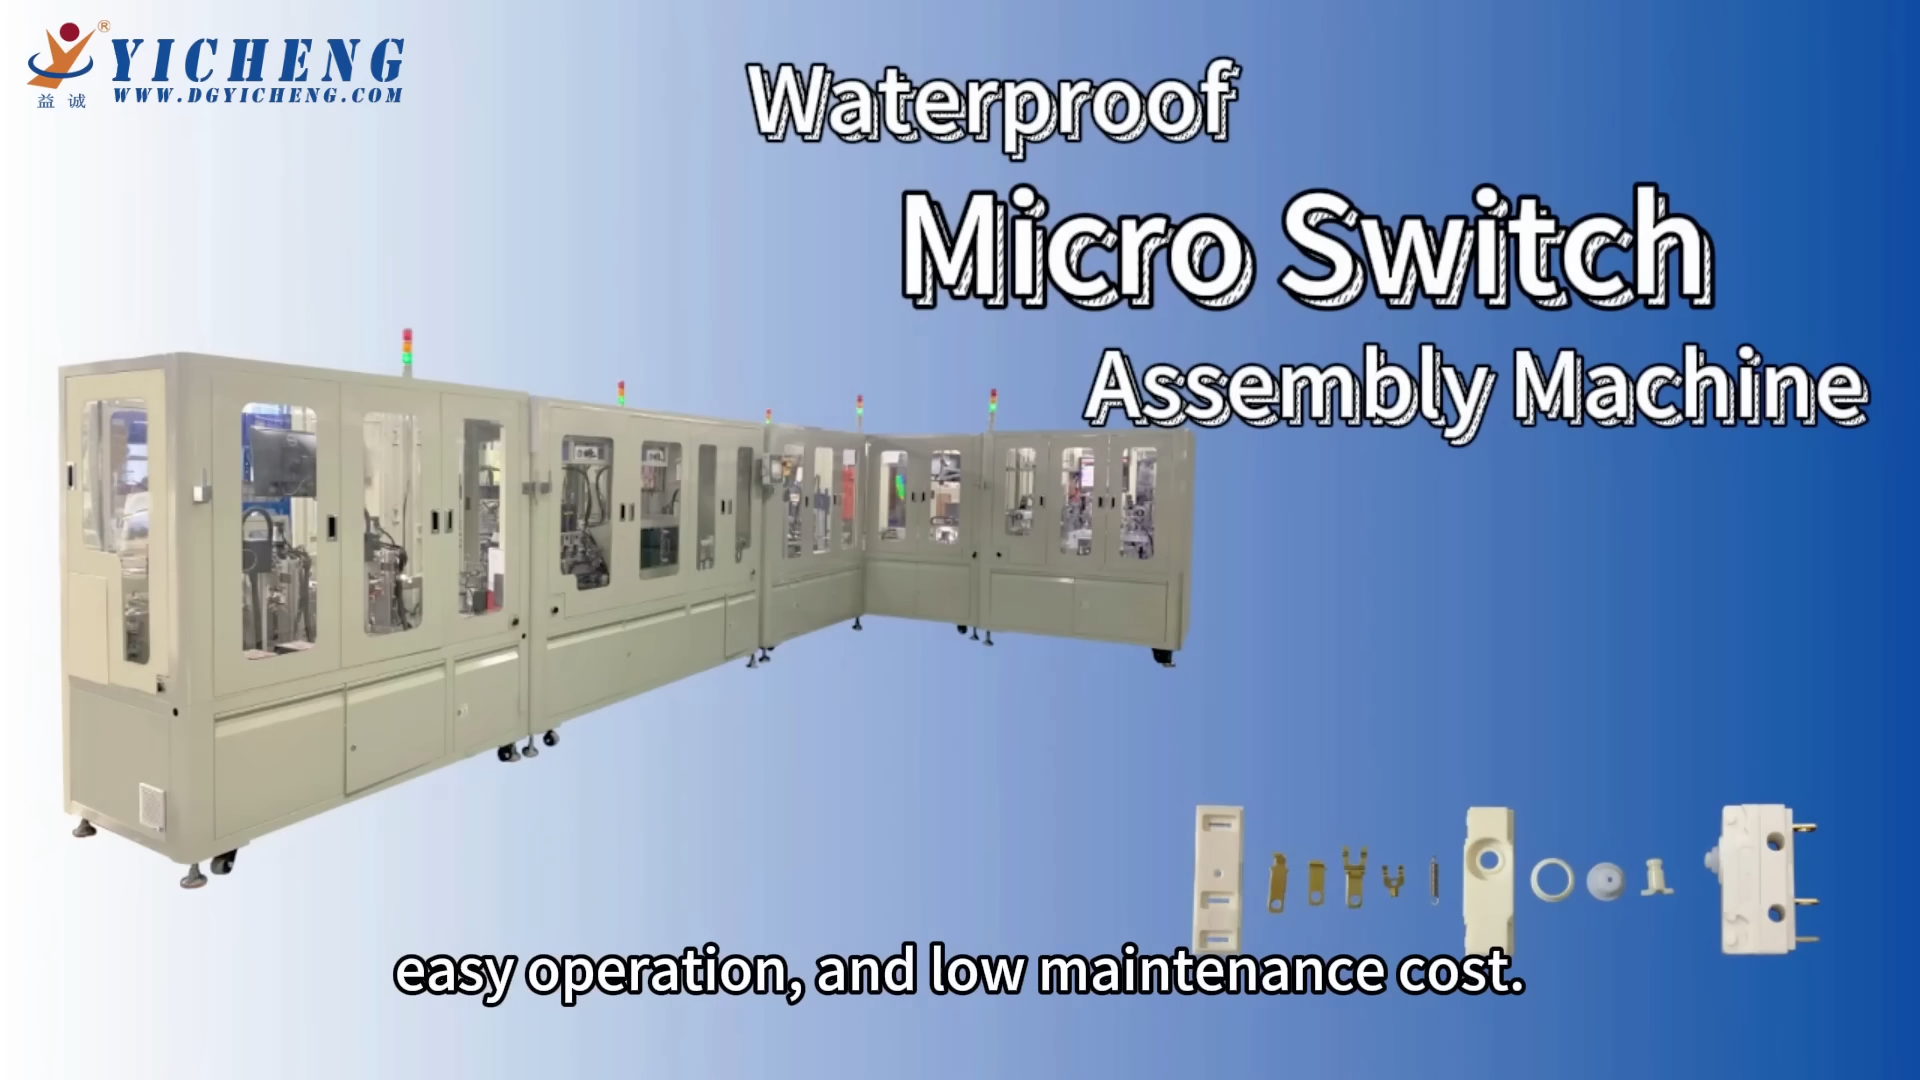 YICHENG
®
益 诚
WWW.DGYICHENG.COM
Waterproof
Micro Switch
Assembly Machine
easy operation, and low maintenance cost.